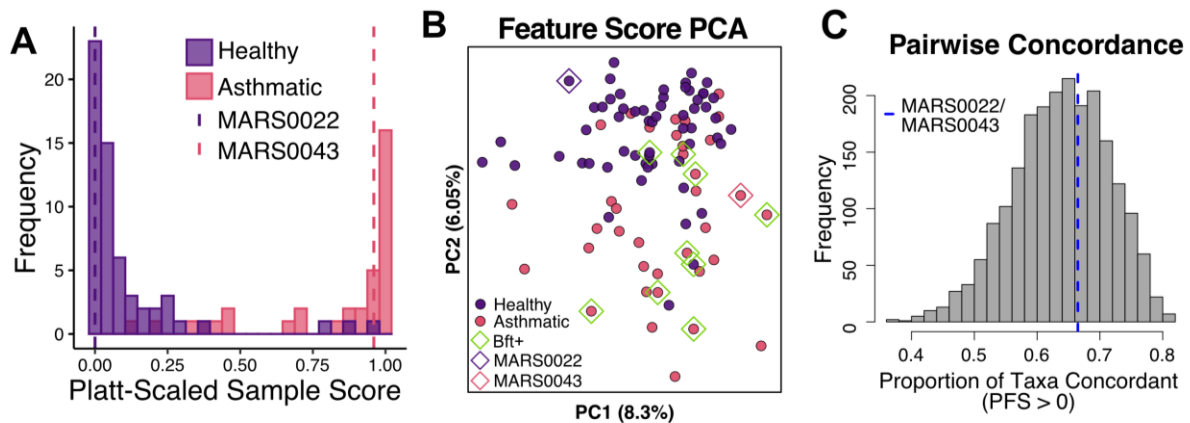 A
Healthy
Asthmatic
MARS0022
MARS0043
Frequency
20
15
10
5
0
0.00 0.25 0.50 0.75 1.00
Platt-Scaled Sample Score
B
Feature Score PCA
PC2 (6.05%)
Healthy
Asthmatic
Bft+
MARS0022
MARS0043
PC1 (8.3%)
C
Pairwise Concordance
MARS0022/
MARS0043
Frequency
200
150
100
50
0
0.4 0.5 0.6 0.7 0.8
Proportion of Taxa Concordant
(PFS > 0)